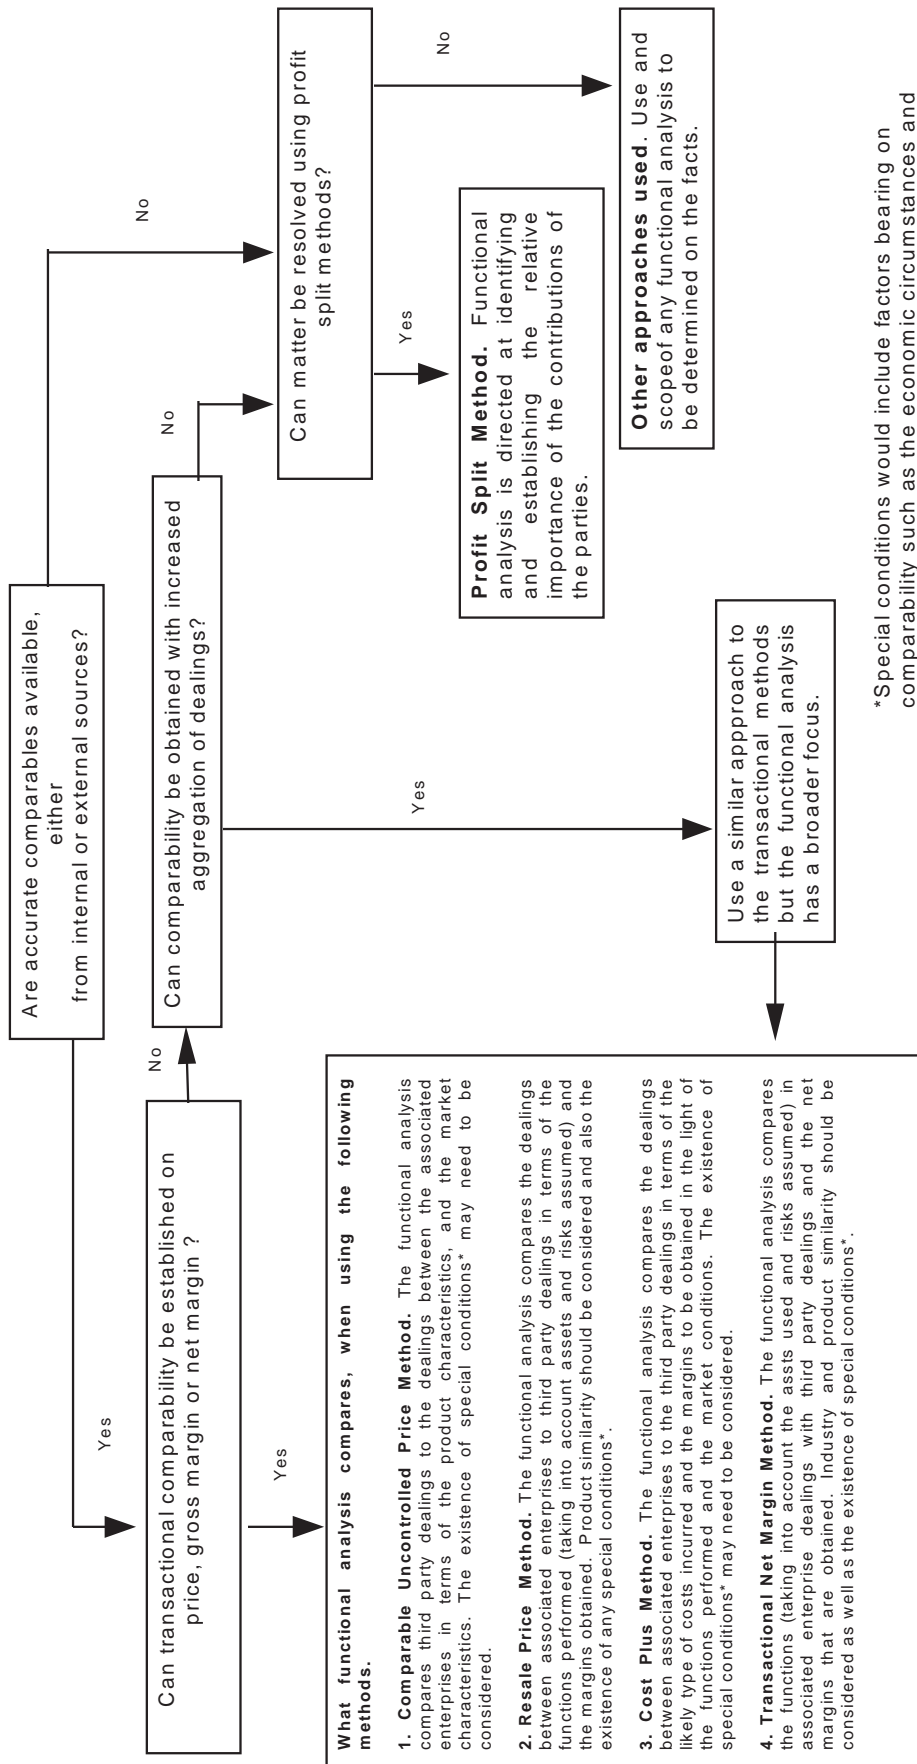 Are accurate comparables available,
either
from internal or external sources?
Yes
No
Can transactional comparability be established on
price, gross margin or net margin ?
No
Can comparability be obtained with increased
aggregation of dealings?
No
Can matter be resolved using profit
split methods?
Yes
Yes
Yes
No
What functional analysis compares, when using the following
methods.
1. Comparable Uncontrolled Price Method. The functional analysis
compares third party dealings to the dealings between the associated
enterprises in terms of the product characteristics, and the market
characteristics. The existence of special conditions* may need to be
considered.
2. Resale Price Method. The functional analysis compares the dealings
between associated enterprises to third party dealings in terms of the
functions performed (taking into account assets and risks assumed) and
the margins obtained. Product similarity should be considered and also the
existence of any special conditions*.
3. Cost Plus Method. The functional analysis compares the dealings
between associated enterprises to the third party dealings in terms of the
likely type of costs incurred and the margins to be obtained in the light of
the functions performed and the market conditions. The existence of
special conditions* may need to be considered.
4. Transactional Net Margin Method. The functional analysis compares
the functions (taking into account the assts used and risks assumed) in
associated enterprise dealings with third party dealings and the net
margins that are obtained. Industry and product similarity should be
considered as well as the existence of special conditions*.
Profit Split Method. Functional
analysis is directed at identifying
and establishing the relative
importance of the contributions of
the parties.
Other approaches used. Use and
scopeof any functional analysis to
be determined on the facts.
Use a similar appproach to
the transactional methods
but the functional analysis
has a broader focus.
*Special conditions would include factors bearing on
comparability such as the economic circumstances and